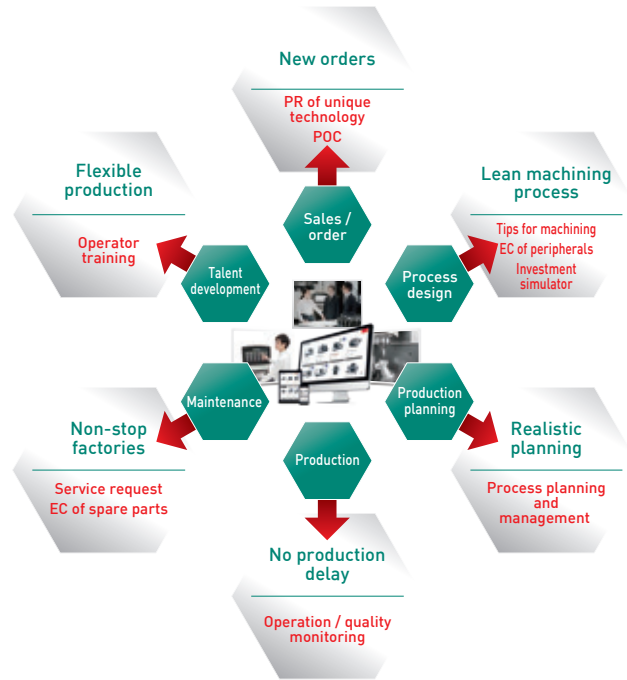 New orders
PR of unique
technology
POC
Sales /
order
Lean machining
process
Tips for machining
EC of peripherals
Investment
simulator
Process
design
Realistic
planning
Process planning
and
management
Production
planning
No production
delay
Operation / quality
monitoring
Production
Non-stop
factories
Service request
EC of spare parts
Maintenance
Flexible
production
Operator
training
Talent
development